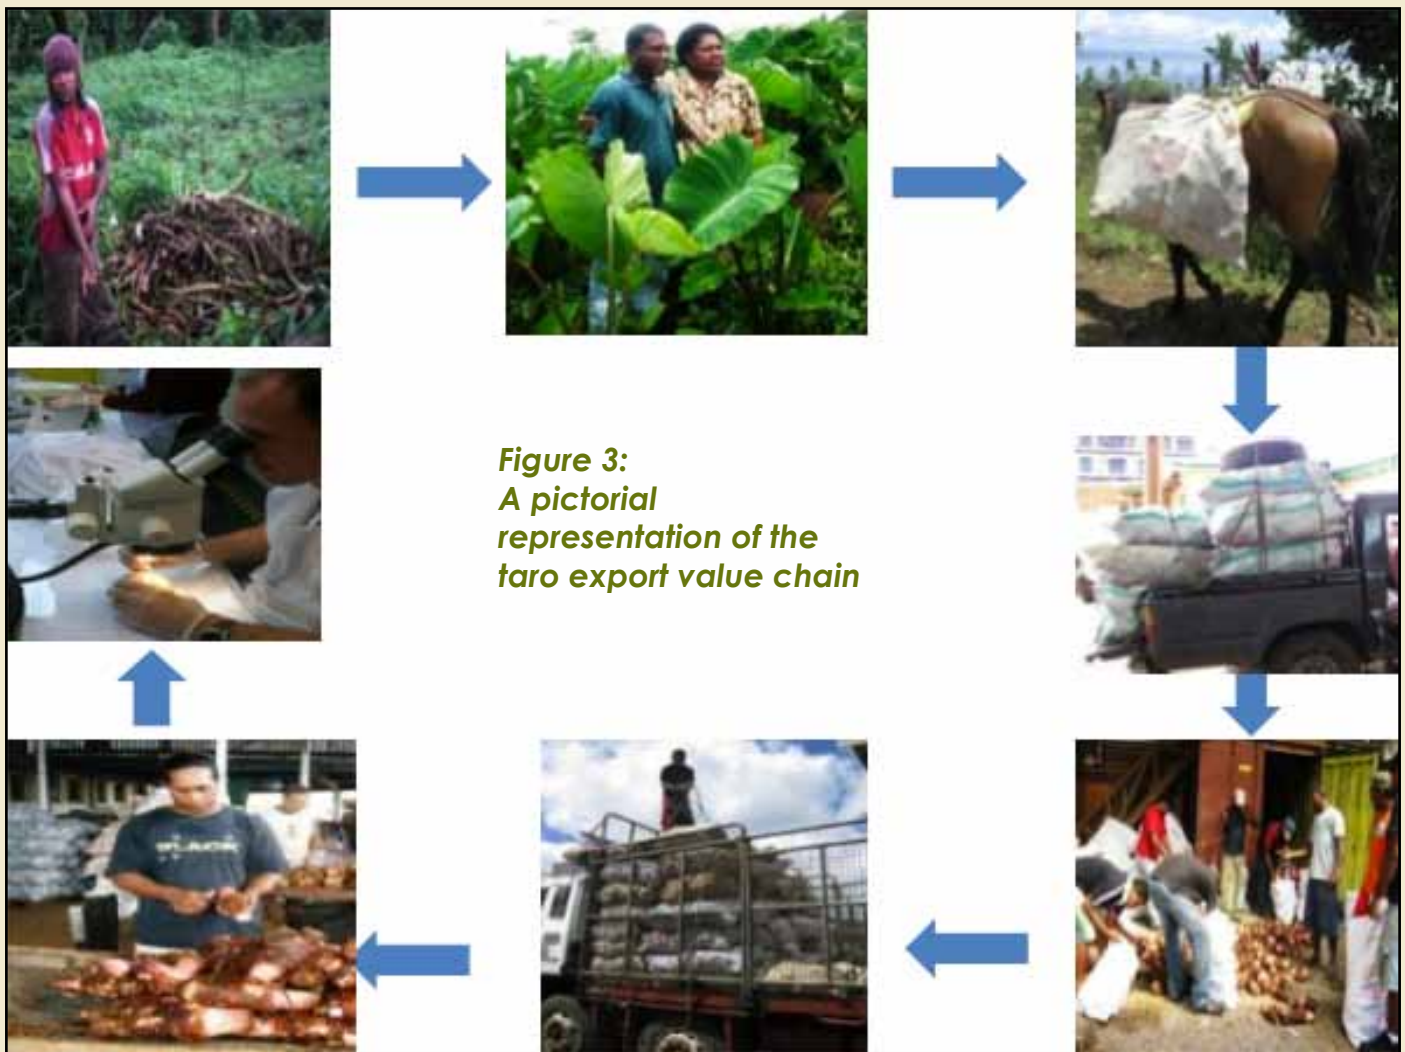 Figure 3:
A pictorial
representation of the
taro export value chain